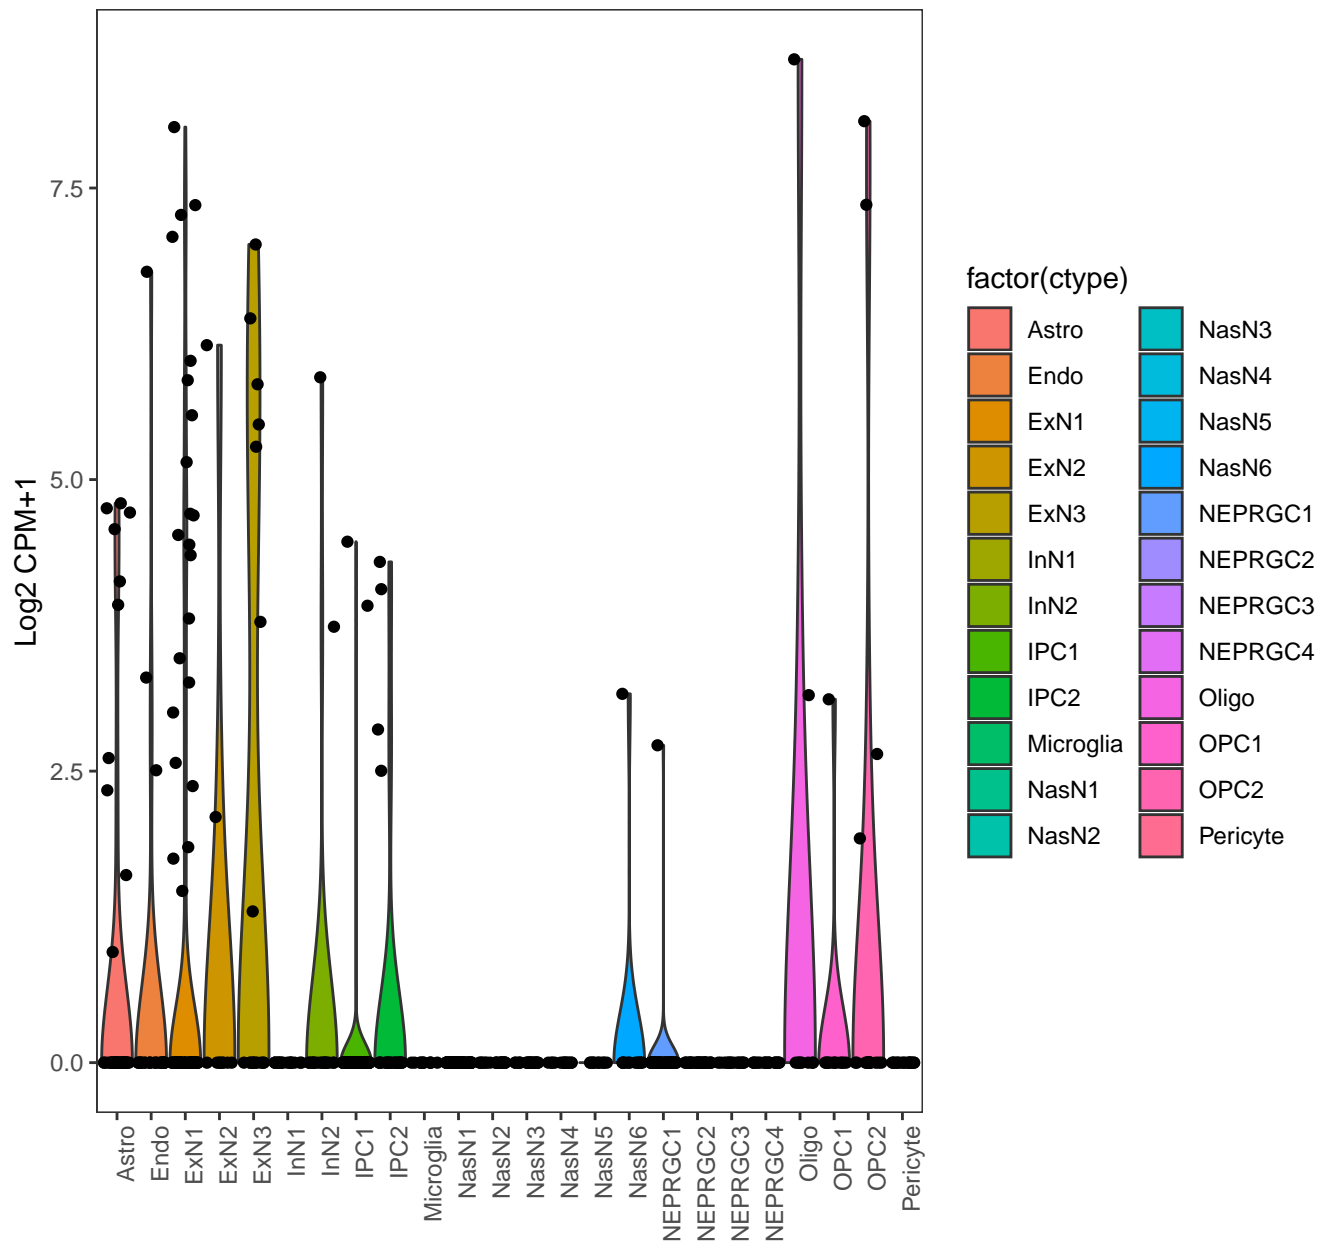 Log2 CPM+1
7.5
5.0
2.5
0.0
Astro
Endo
ExN1
ExN2
ExN3
InN1
InN2
IPC1
IPC2
Microglia
NasN1
NasN2
NasN3
NasN4
NasN5
NasN6
NEPRGC1
NEPRGC2
NEPRGC3
NEPRGC4
Oligo
OPC1
OPC2
Pericyte
factor(ctype)
Astro
Endo
ExN1
ExN2
ExN3
InN1
InN2
IPC1
IPC2
Microglia
NasN1
NasN2
NasN3
NasN4
NasN5
NasN6
NEPRGC1
NEPRGC2
NEPRGC3
NEPRGC4
Oligo
OPC1
OPC2
Pericyte